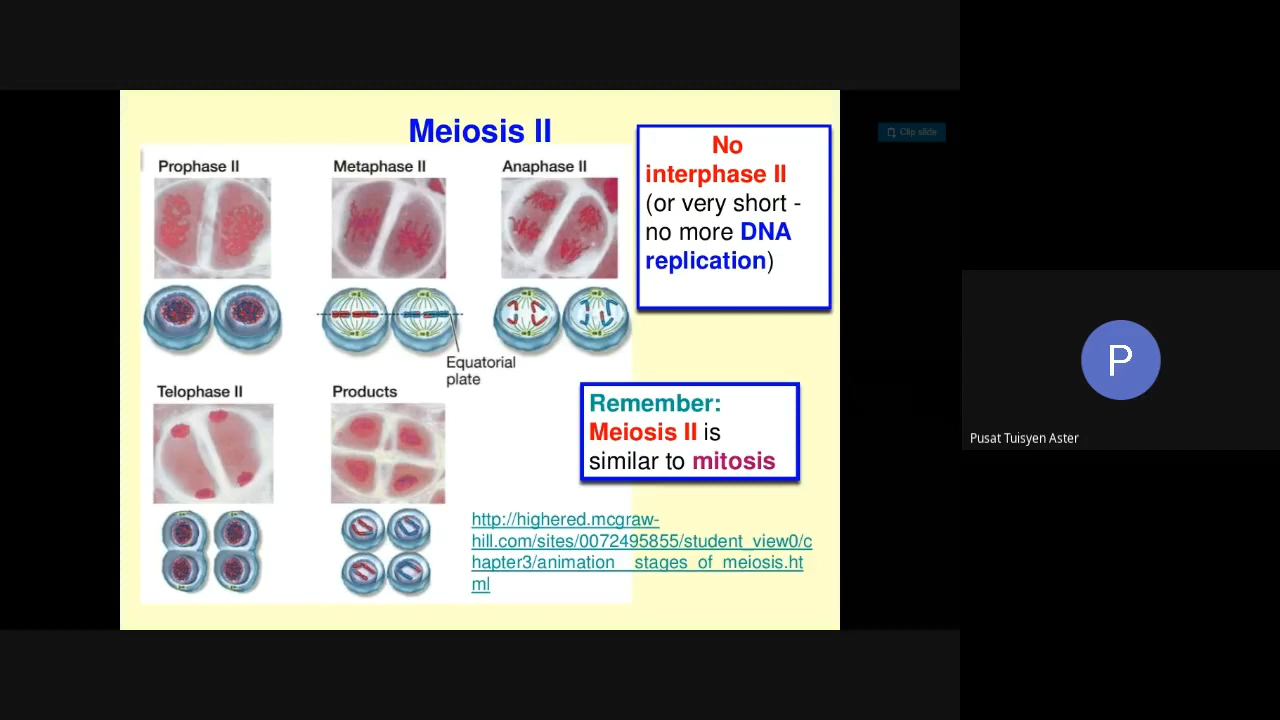 Meiosis II
Clip slide
No
interphase II
(or very short -
no more DNA
replication)
Prophase II
Metaphase II
Anaphase II
Equatorial
plate
Telophase II
Products
Remember:
Meiosis II is
similar to mitosis
http://highered.mcgraw-
hill.com/sites/0072495855/student_view0/c
hapter3/animation__stages_of_meiosis.ht
ml
P
Pusat Tuisyen Aster